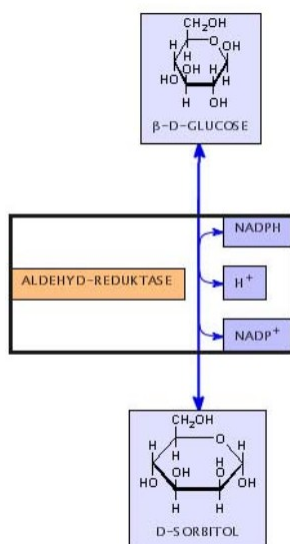 CH₂OH
H
O
OH
H
H
OH
H
HO
H
H
OH
β-D-GLUCOSE
NADPH
ALDEHYD-REDUKTASE
H⁺
NADP⁺
CH₂OH
H
O
H
H
H
H
OH
HO
OH
OH
H
H
D-SORBITOL